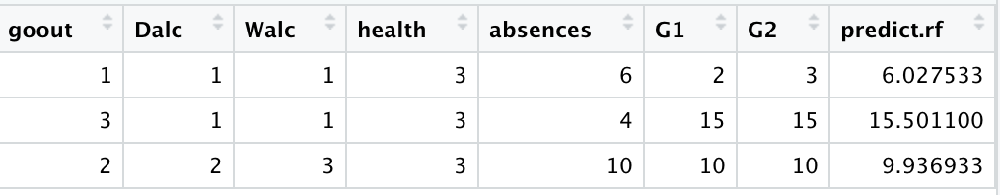 goout Dalc Walc health absences G1 G2 predict.rf
1 1 1 3 6 2 3 6.027533
3 1 1 3 4 15 15 15.501100
2 2 3 3 10 10 10 9.936933